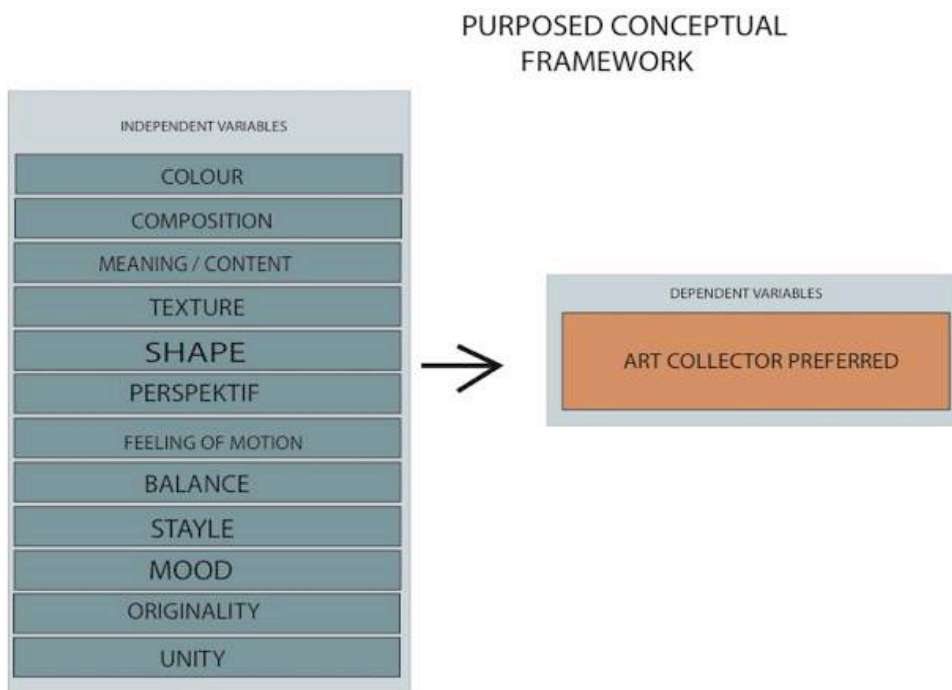 PURPOSED CONCEPTUAL
FRAMEWORK
INDEPENDENT VARIABLES
COLOUR
COMPOSITION
MEANING / CONTENT
TEXTURE
SHAPE
PERSPEKTIF
FEELING OF MOTION
BALANCE
STAYLE
MOOD
ORIGINALITY
UNITY
DEPENDENT VARIABLES
ART COLLECTOR PREFERRED